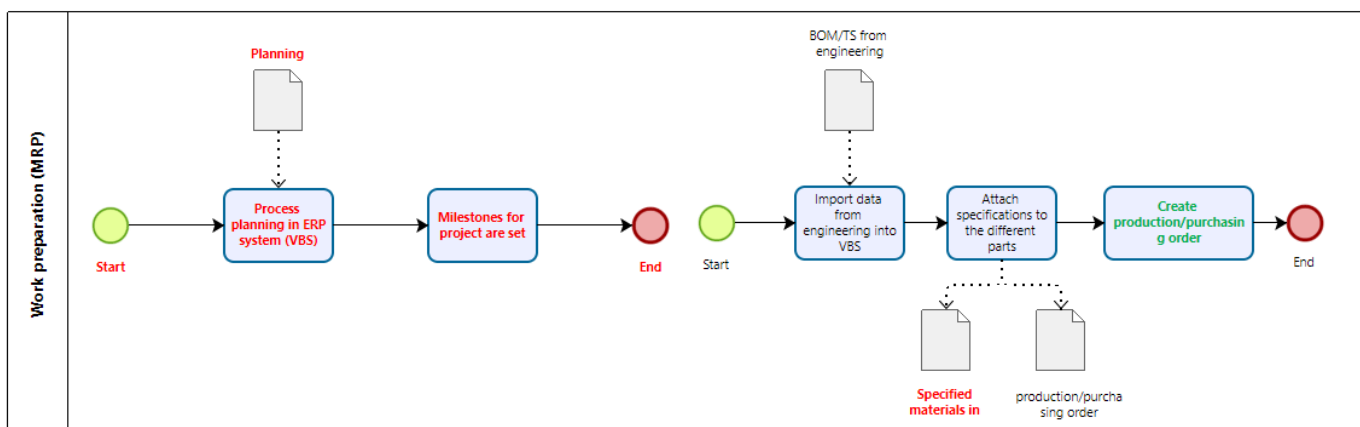 Work preparation (MRP)
Planning
Process
planning in ERP
system (VBS)
Milestones for
project are set
Start
End
BOM/TS from
engineering
Import data
from
engineering into
VBS
Attach
specifications to
the different
parts
Create
production/purchasin
g order
Start
End
Specified
materials in
production/purcha
sing order